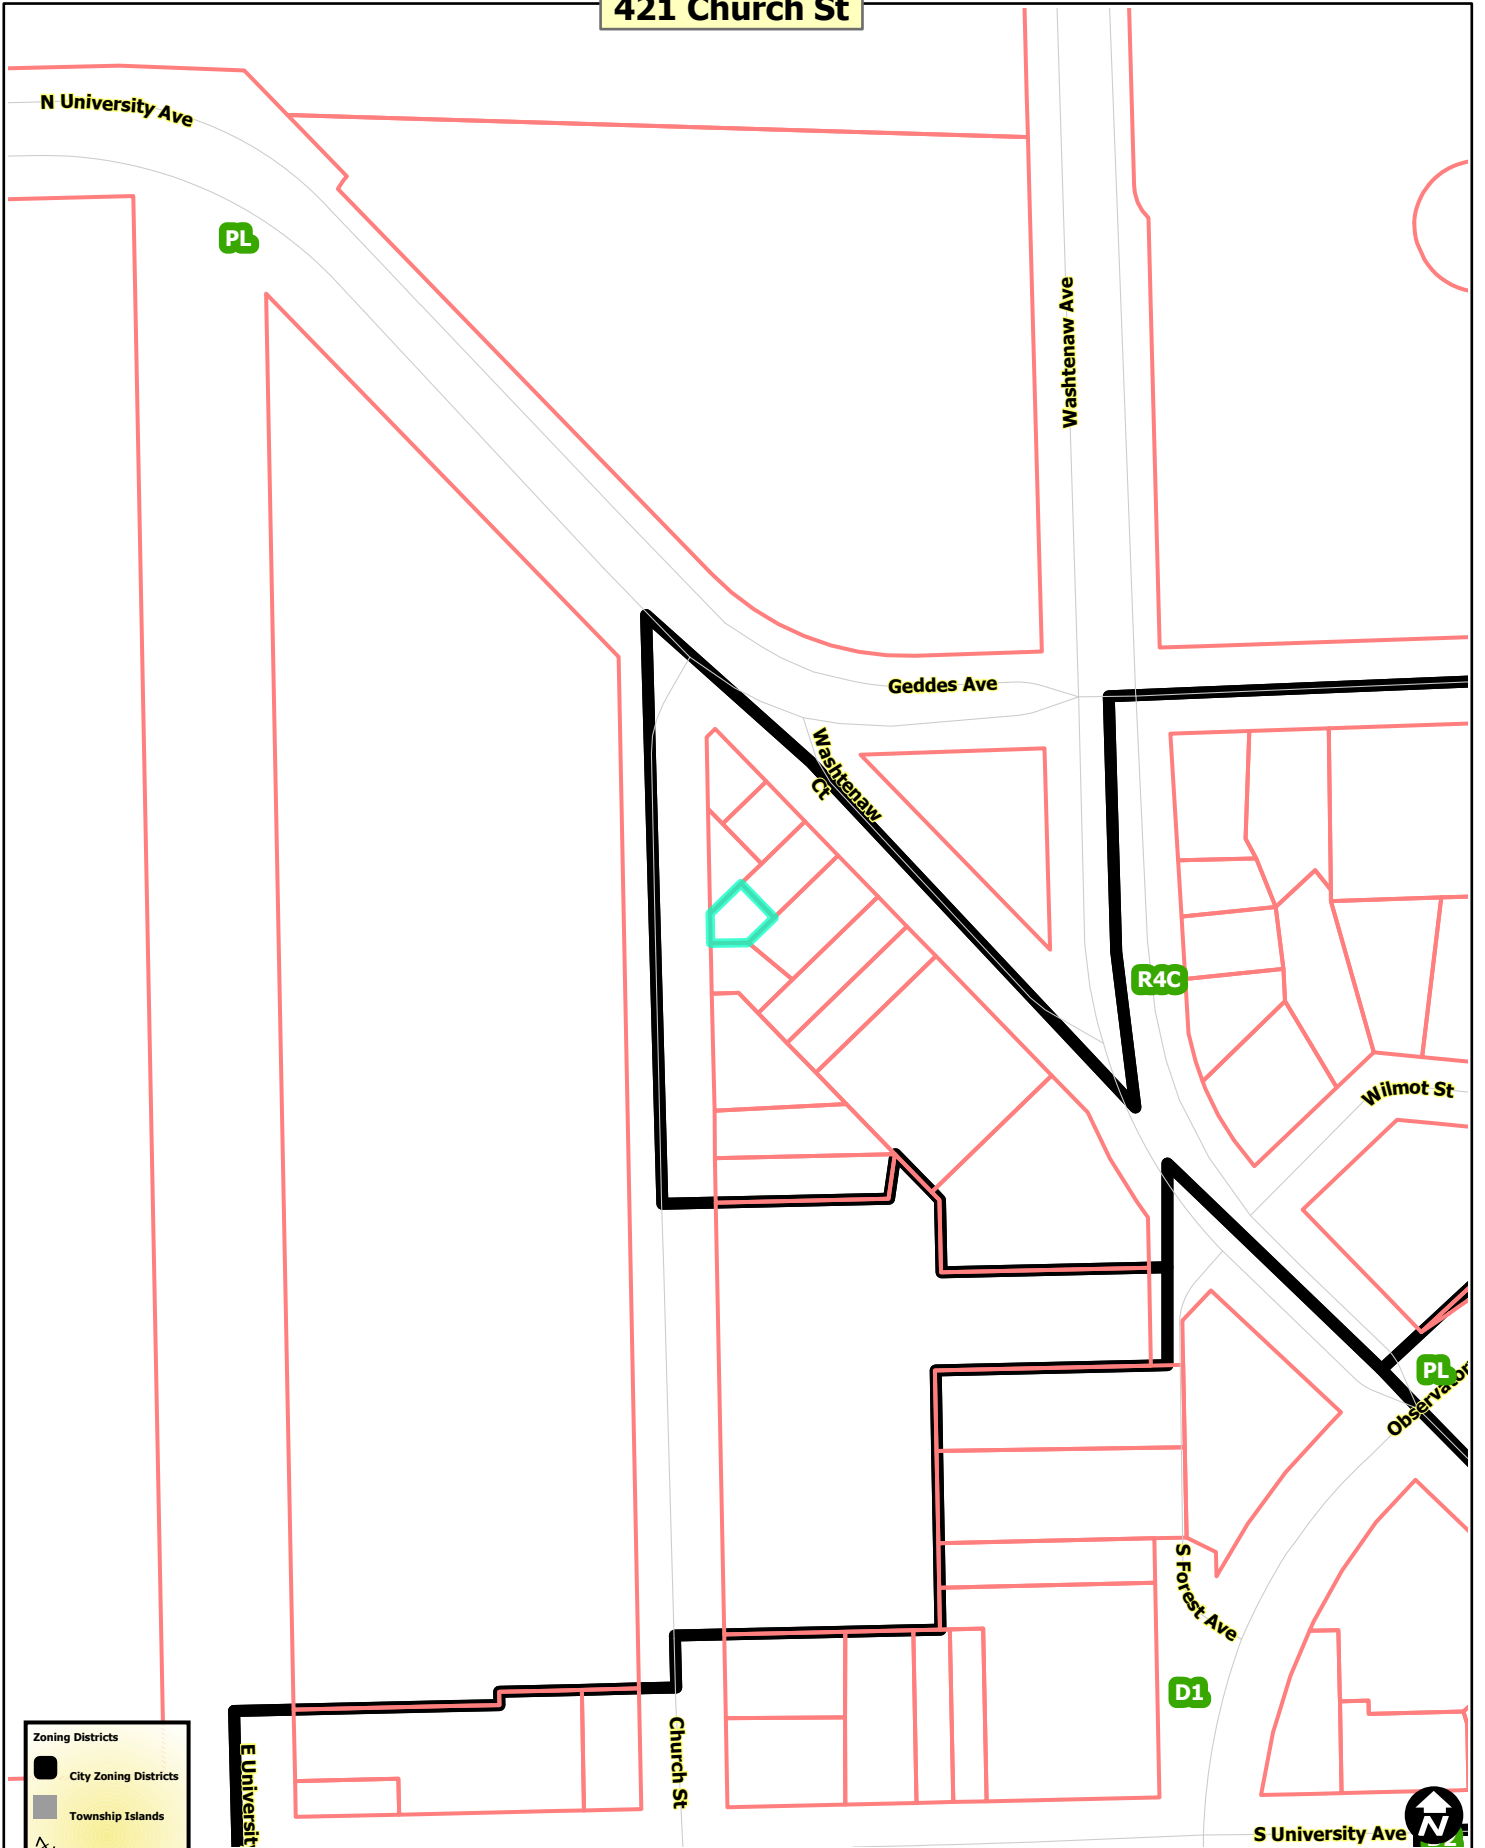 421 Church St
N University Ave
PL
Washtenaw Ave
Geddes Ave
Washtenaw
Ct
R4C
Wilmot St
PL
S Forest Ave
D1
Zoning Districts
City Zoning Districts
Township Islands
Church St
S University Ave